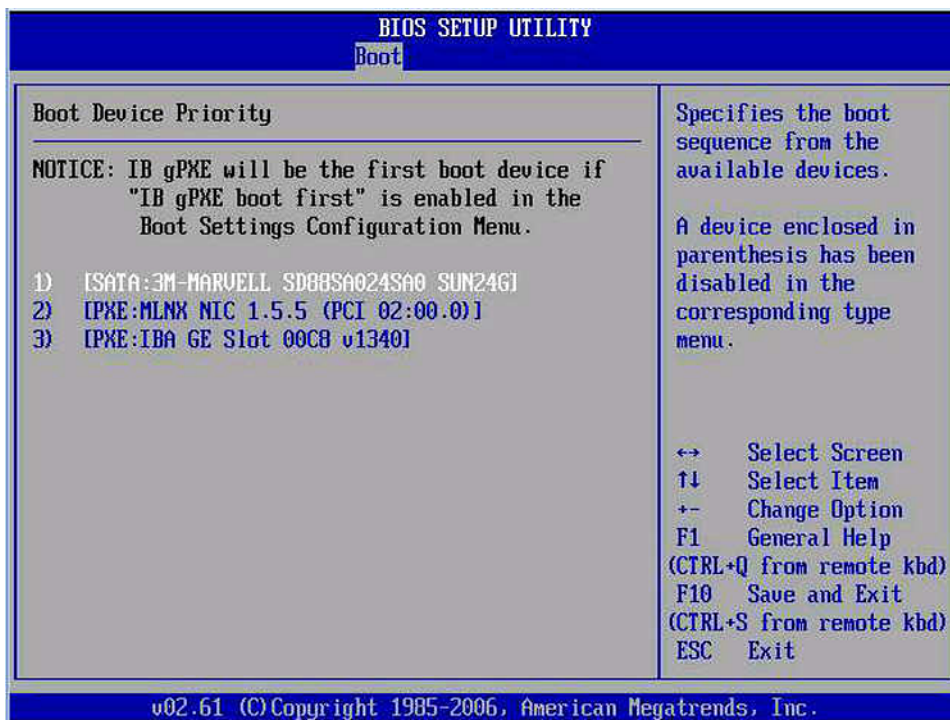 BIOS SETUP UTILITY
Boot
Boot Device Priority
NOTICE: IB gPXE will be the first boot device if
"IB gPXE boot first" is enabled in the
Boot Settings Configuration Menu.
1) [SATA:3M-MARVELL SD88SA024SA0 SUN24G]
2) [PXE:MLNX NIC 1.5.5 (PCI 02:00.0)]
3) [PXE:IBA GE Slot 00C8 v1340]
Specifies the boot
sequence from the
available devices.
A device enclosed in
parenthesis has been
disabled in the
corresponding type
menu.
↔ Select Screen
↑↓ Select Item
+- Change Option
F1 General Help
(CTRL+Q from remote kbd)
F10 Save and Exit
(CTRL+S from remote kbd)
ESC Exit
v02.61 (C)Copyright 1985-2006, American Megatrends, Inc.